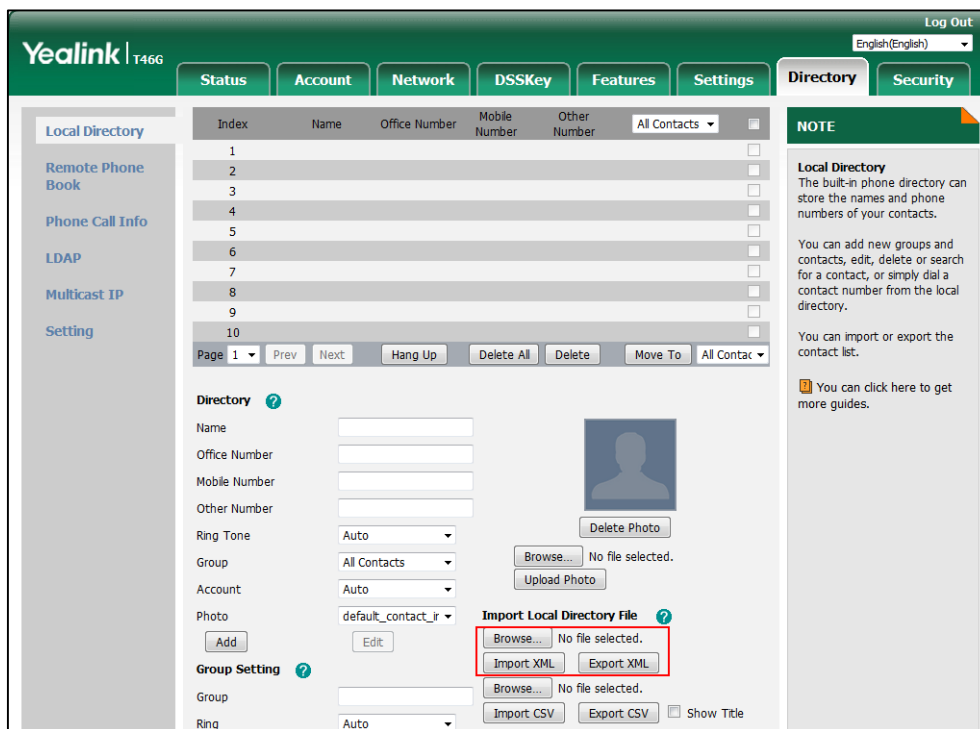 Log Out
Yealink | T46G
English(English)
Status Account Network DSSKey Features Settings Directory Security
Local Directory
Remote Phone
Book
Phone Call Info
LDAP
Multicast IP
Setting
Index Name Office Number Mobile Number Other Number All Contacts
1
2
3
4
5
6
7
8
9
10
Page 1 Prev Next Hang Up Delete All Delete Move To All Contac
Directory ?
Name
Office Number
Mobile Number
Other Number
Ring Tone Auto
Group All Contacts
Account Auto
Photo default_contact_ir
Add Edit
Delete Photo
Browse... No file selected.
Upload Photo
Import Local Directory File ?
Browse... No file selected.
Import XML Export XML
Browse... No file selected.
Import CSV Export CSV Show Title
Group Setting ?
Group
Ring Auto
NOTE
Local Directory
The built-in phone directory can
store the names and phone
numbers of your contacts.
You can add new groups and
contacts, edit, delete or search
for a contact, or simply dial a
contact number from the local
directory.
You can import or export the
contact list.
? You can click here to get
more guides.